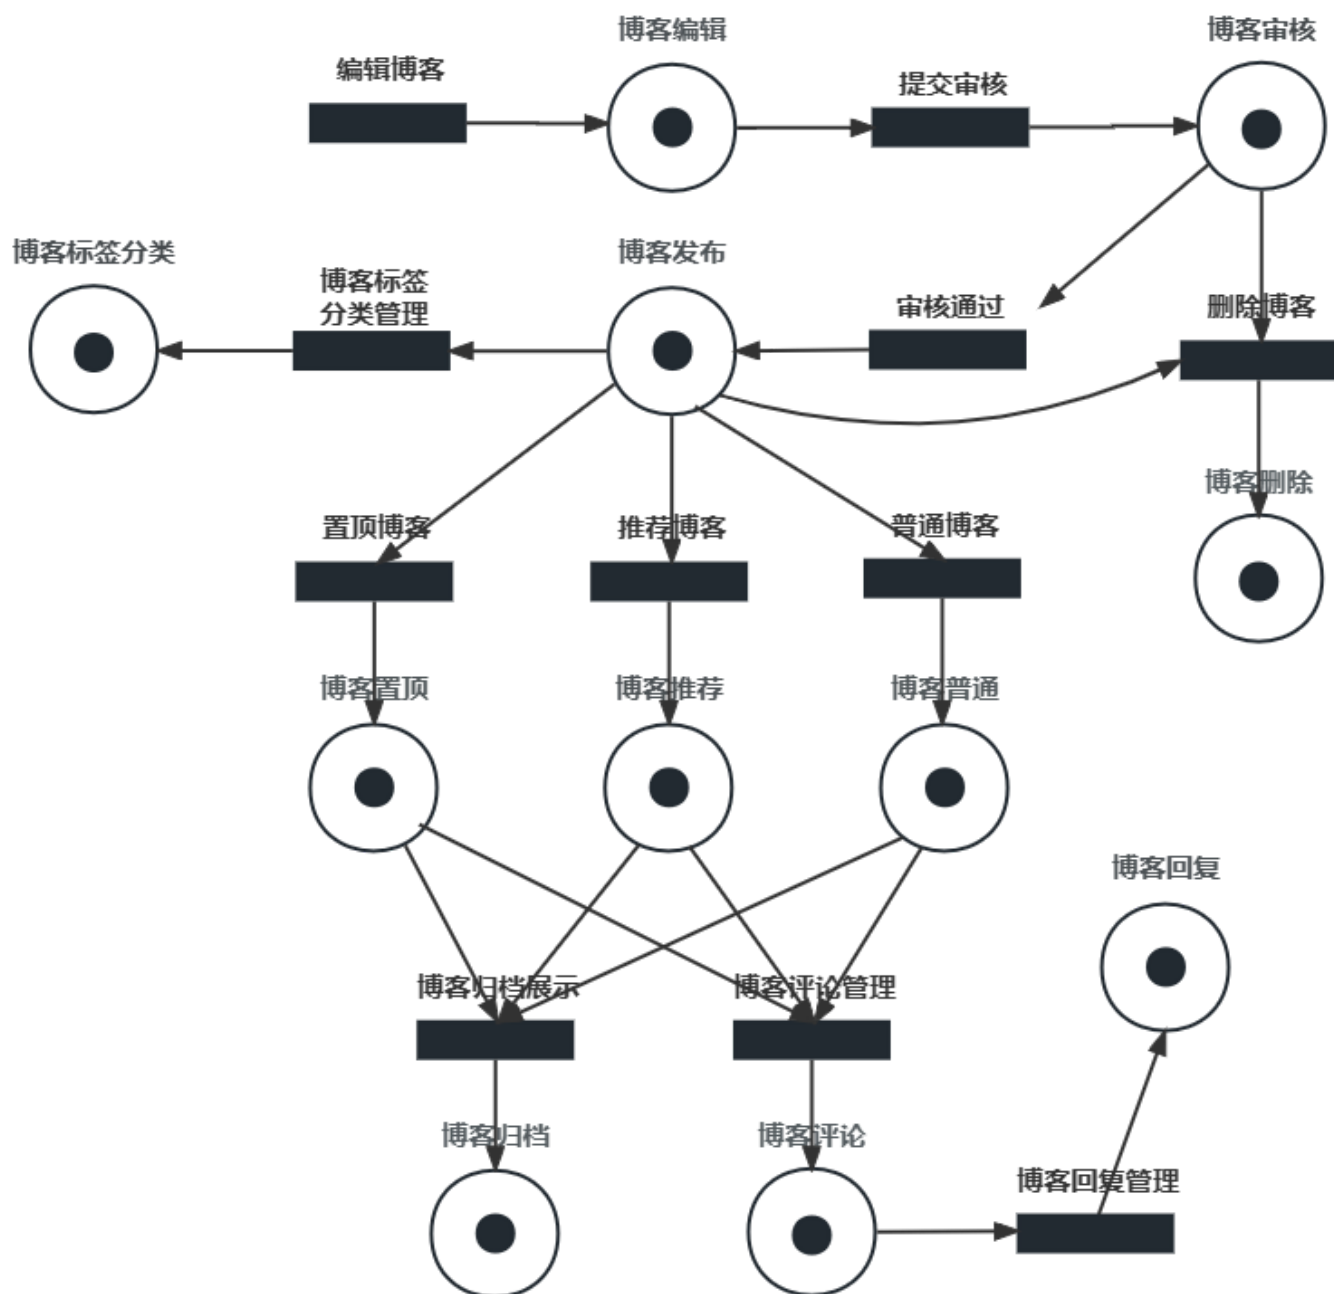 博客编辑
博客审核
编辑博客
提交审核
博客标签分类
博客标签
分类管理
博客发布
审核通过
删除博客
博客删除
置顶博客
推荐博客
普通博客
博客置顶
博客推荐
博客普通
博客回复
博客归档展示
博客评论管理
博客归档
博客评论
博客回复管理